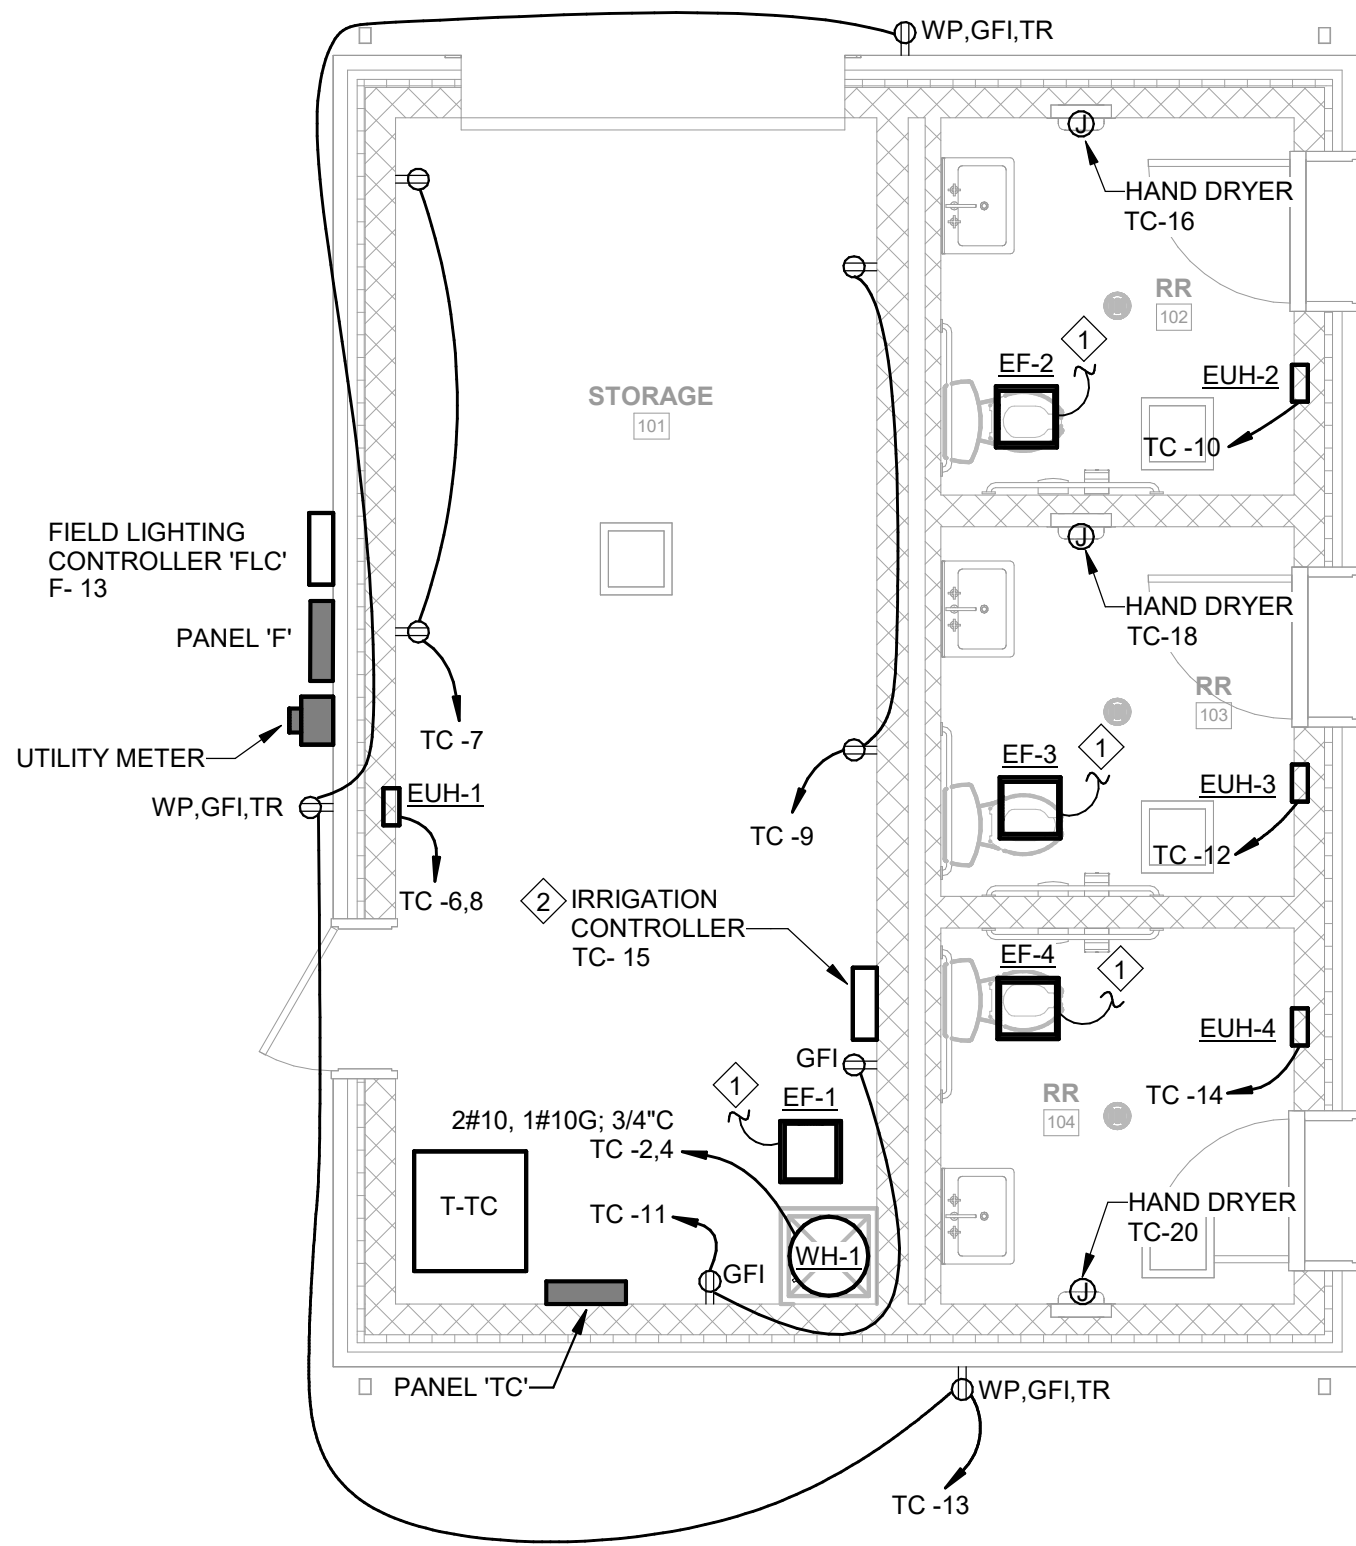 WP,GFI,TR
J
HAND DRYER
TC-16
RR
102
1
EF-2
EUH-2
TC -10
STORAGE
101
FIELD LIGHTING
CONTROLLER 'FLC'
F- 13
J
HAND DRYER
TC-18
PANEL 'F'
RR
103
TC -7
UTILITY METER
1
EF-3
EUH-3
WP,GFI,TR
EUH-1
TC -9
TC -12
TC -6,8
2
IRRIGATION
CONTROLLER
TC- 15
EF-4
1
EUH-4
GFI
TC -14
1
EF-1
RR
104
2#10, 1#10G; 3/4"C
TC -2,4
T-TC
TC -11
HAND DRYER
TC-20
WH-1
GFI
J
PANEL 'TC'
WP,GFI,TR
TC -13